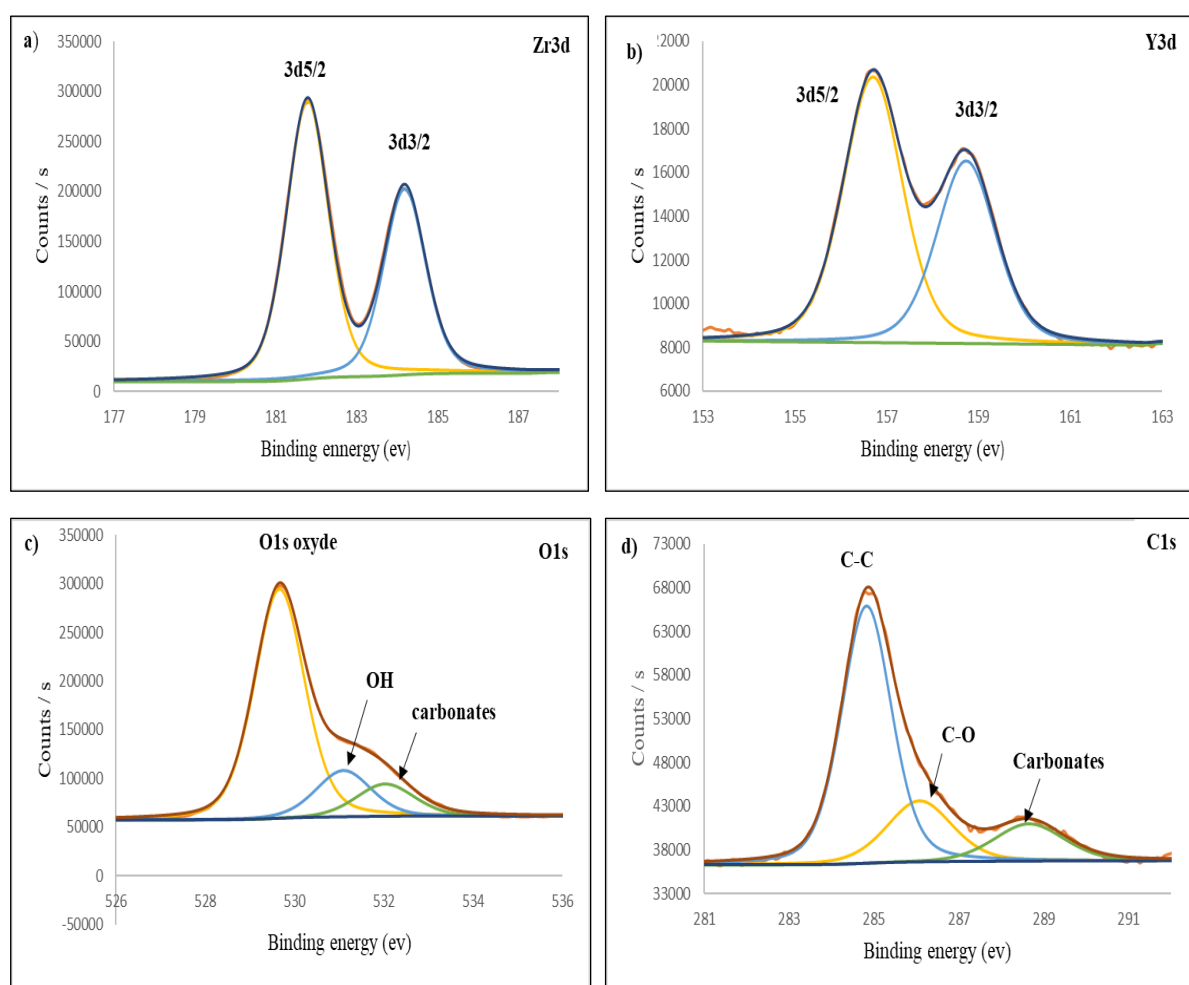 a)
Zr3d
3d5/2
3d3/2
350000
300000
250000
200000
150000
100000
50000
0
Counts / s
177 179 181 183 185 187
Binding ennergy (ev)
b)
Y3d
3d5/2
3d3/2
22000
20000
18000
16000
14000
12000
10000
8000
6000
Counts / s
153 155 157 159 161 163
Binding energy (ev)
c)
O1s oxyde
O1s
OH
carbonates
350000
300000
250000
200000
150000
100000
50000
0
-50000
Counts / s
526 528 530 532 534 536
Binding energy (ev)
d)
C1s
C-C
C-O
Carbonates
73000
68000
63000
58000
53000
48000
43000
38000
33000
Counts / s
281 283 285 287 289 291
Binding energy (ev)